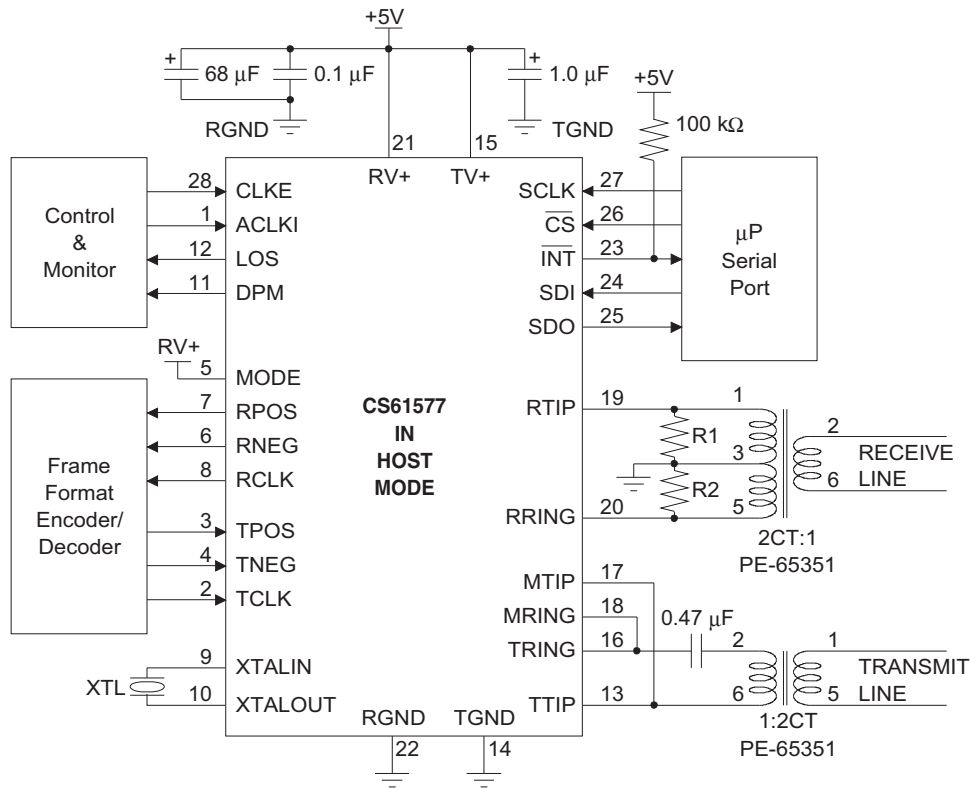 +5V
+
68 μF
0.1 μF
+
1.0 μF
+5V
RGND
TGND
100 kΩ
21
15
RV+
TV+
Control
&
Monitor
28
CLKE
1
ACLKI
12
LOS
11
DPM
SCLK
27
CS
26
INT
23
SDI
24
SDO
25
μP
Serial
Port
RV+
5
MODE
7
RPOS
6
RNEG
8
RCLK
3
TPOS
4
TNEG
2
TCLK
Frame
Format
Encoder/
Decoder
CS61577
IN
HOST
MODE
RTIP
19
R1
R2
RRING
20
1
3
5
2
6
RECEIVE
LINE
2CT:1
PE-65351
MTIP
17
MRING
18
TRING
16
TTIP
13
0.47 μF
2
6
1
5
TRANSMIT
LINE
1:2CT
PE-65351
XTL
9
XTALIN
10
XTALOUT
RGND
TGND
22
14